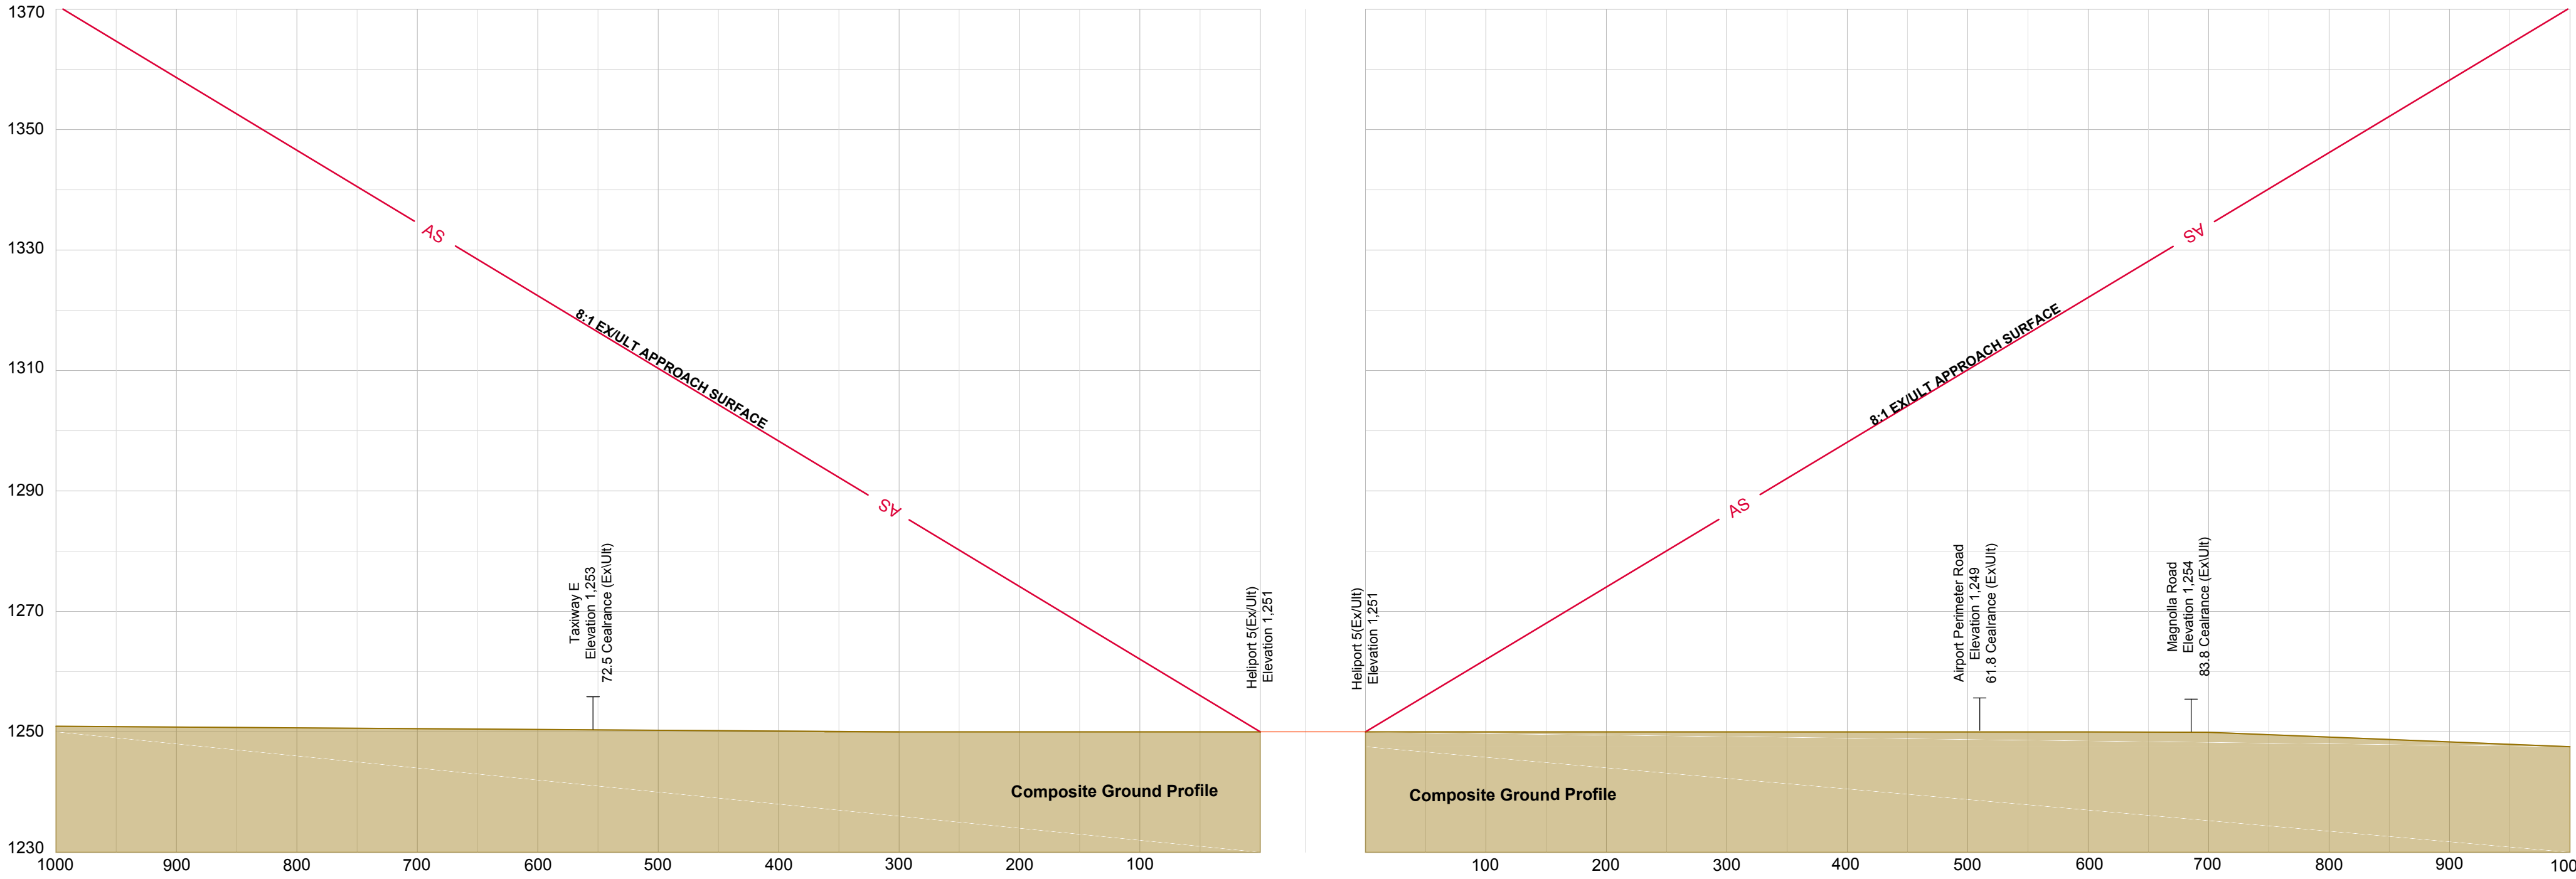 1370
1350
1330
1310
1290
1270
1250
1230
AS
8:1 EX/ULT APPROACH SURFACE
AS
Taxiway E
Elevation 1,253
72.5 Cealrance (Ex\Ult)
Heliport 5(Ex/Ult)
Elevation 1,251
Composite Ground Profile
1000 900 800 700 600 500 400 300 200 100
Heliport 5(Ex/Ult)
Elevation 1,251
AS
8:1 EX/ULT APPROACH SURFACE
AS
Airport Perimeter Road
Elevation 1,249
61.8 Cealrance (Ex\Ult)
Magnolla Road
Elevation 1,254
83.8 Cealrance (Ex\Ult)
Composite Ground Profile
100 200 300 400 500 600 700 800 900 100